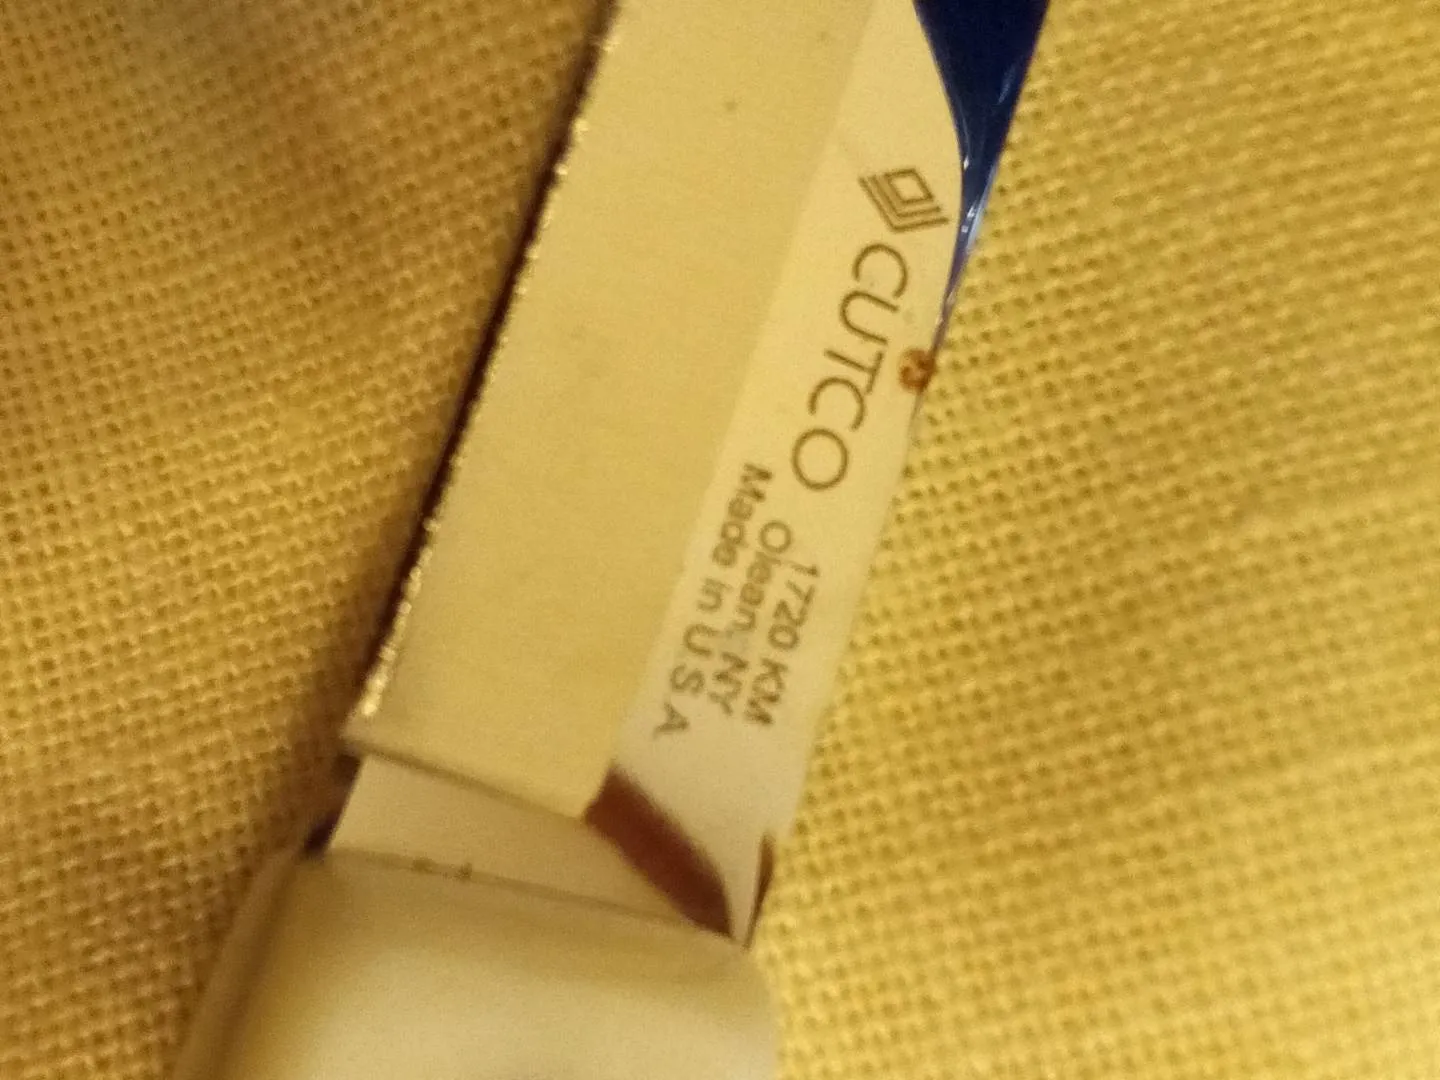 CUTCO
1720 KM
Olean NY
Made in U.S.A